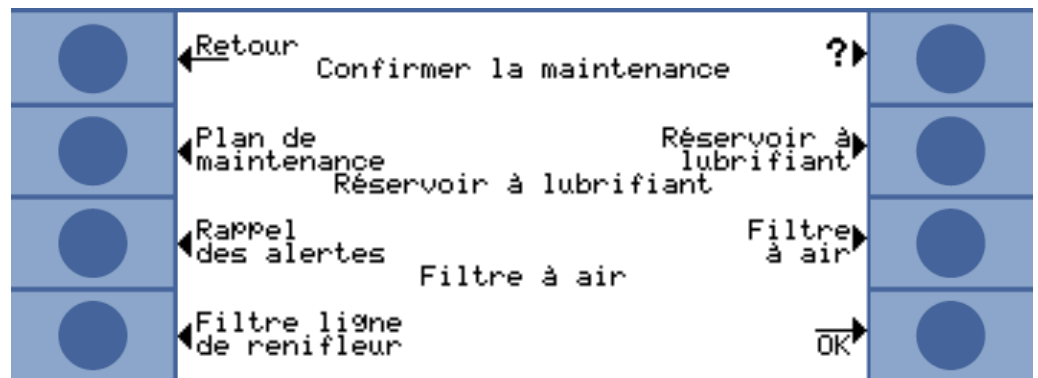 Retour
?
Confirmer la maintenance
Plan de
maintenance
Réservoir à
lubrifiant
Réservoir à lubrifiant
Rappel
des alertes
Filtre
à air
Filtre à air
Filtre ligne
de renifleur
OK